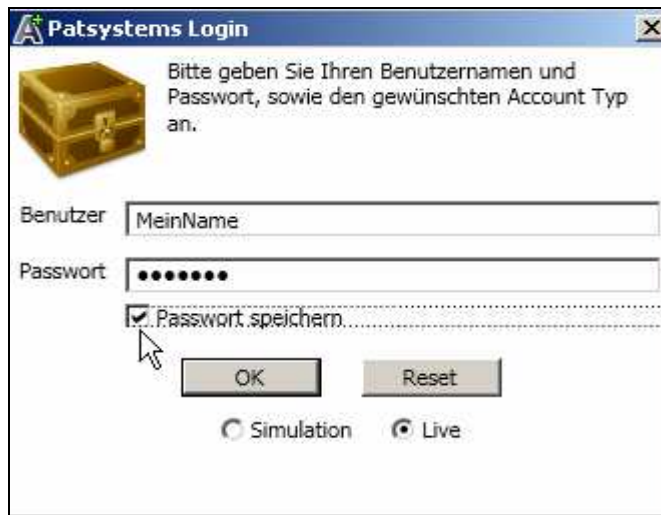 Patsystems Login
Bitte geben Sie Ihren Benutzernamen und
Passwort, sowie den gewünschten Account Typ
an.
Benutzer MeinName
Passwort •••••••
Passwort speichern
OK Reset
Simulation Live